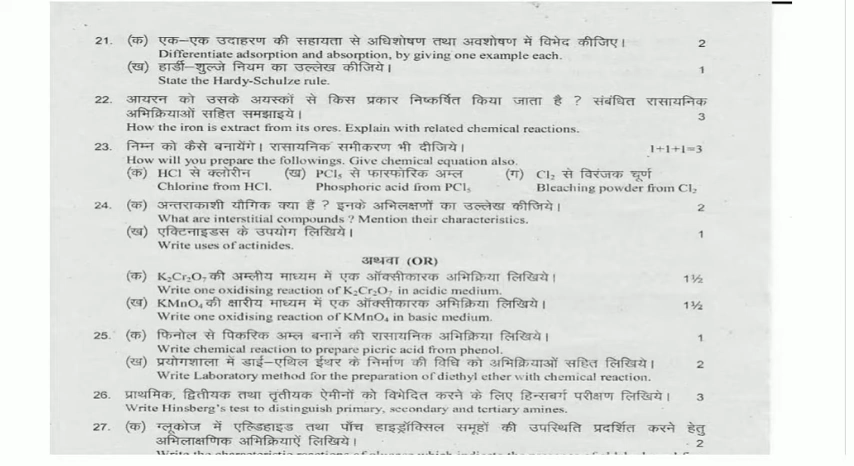 21. (क) एक–एक उदाहरण की सहायता से अधिशोषण तथा अवशोषण में विभेद कीजिए। 2
Differentiate adsorption and absorption, by giving one example each.
(ख) हार्डी–शुल्जे नियम का उल्लेख कीजिये। 1
State the Hardy-Schulze rule.
22. आयरन को उसके अयस्कों से किस प्रकार निष्कर्षित किया जाता है ? संबंधित रासायनिक
अभिक्रियाओं सहित समझाइये। 3
How the iron is extract from its ores. Explain with related chemical reactions.
23. निम्न को कैसे बनायेंगे। रासायनिक समीकरण भी दीजिये। 1+1+1=3
How will you prepare the followings. Give chemical equation also.
(क) HCl से क्लोरीन (ख) PCl₅ से फास्फोरिक अम्ल (ग) Cl₂ से विरंजक चूर्ण
Chlorine from HCl. Phosphoric acid from PCl₅ Bleaching powder from Cl₂
24. (क) अन्तराकाशी यौगिक क्या हैं ? इनके अभिलक्षणों का उल्लेख कीजिये। 2
What are interstitial compounds ? Mention their characteristics.
(ख) एक्टिनाइडस के उपयोग लिखिये। 1
Write uses of actinides.
अथवा (OR)
(क) K₂Cr₂O₇ की अम्लीय माध्यम में एक ऑक्सीकारक अभिक्रिया लिखिये। 1½
Write one oxidising reaction of K₂Cr₂O₇ in acidic medium.
(ख) KMnO₄ की क्षारीय माध्यम में एक ऑक्सीकारक अभिक्रिया लिखिये। 1½
Write one oxidising reaction of KMnO₄ in basic medium.
25. (क) फिनोल से पिकरिक अम्ल बनाने की रासायनिक अभिक्रिया लिखिये। 1
Write chemical reaction to prepare picric acid from phenol.
(ख) प्रयोगशाला में डाई–एथिल ईथर के निर्माण की विधि को अभिक्रियाओं सहित लिखिये। 2
Write Laboratory method for the preparation of diethyl ether with chemical reaction.
26. प्राथमिक, द्वितीयक तथा तृतीयक ऐमीनों को विभेदित करने के लिए हिन्सबर्ग परीक्षण लिखिये। 3
Write Hinsberg's test to distinguish primary, secondary and tertiary amines.
27. (क) ग्लूकोज में एल्डिहाइड तथा पाँच हाइड्रॉक्सिल समूहों की उपस्थिति प्रदर्शित करने हेतु
अभिलाक्षणिक अभिक्रियाऐं लिखिये। 2